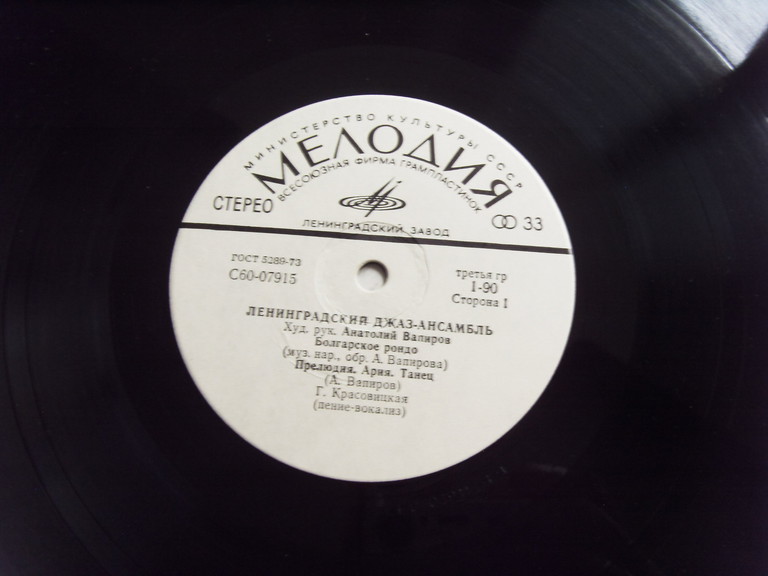 МИНИСТЕРСТВО КУЛЬТУРЫ СССР
МЕЛОДИЯ
ВСЕСОЮЗНАЯ ФИРМА ГРАМПЛАСТИНОК
СТЕРЕО
33
ЛЕНИНГРАДСКИЙ ЗАВОД
ГОСТ 5289-73
С60-07915
третья гр
1-90
Сторона 1
ЛЕНИНГРАДСКИЙ ДЖАЗ-АНСАМБЛЬ
Худ. рук. Анатолий Вапиров
Болгарское рондо
(муз. нар., обр. А. Вапирова)
Прелюдия. Ария. Танец
(А. Вапиров)
Г. Красовицкая
(пение-вокализ)